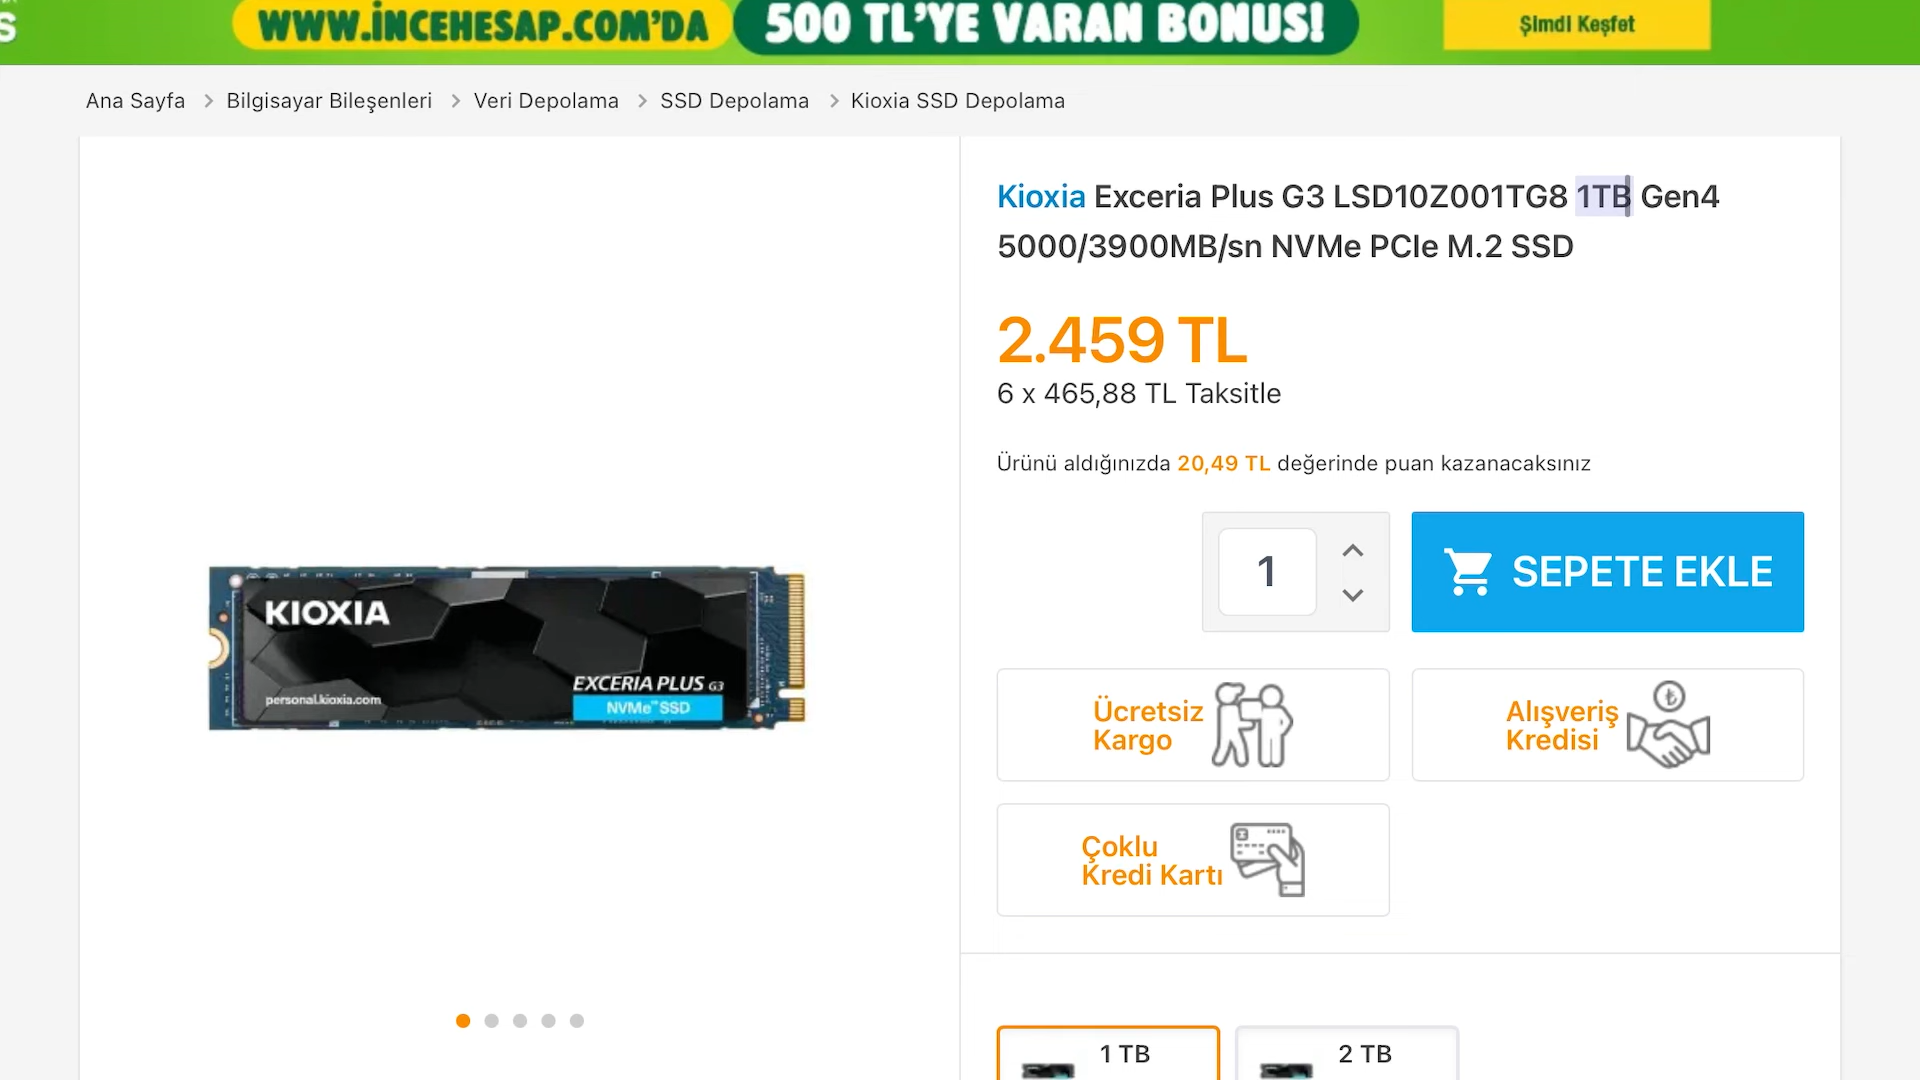 S
WWW.İNCEHESAP.COM'DA
500 TL'YE VARAN BONUS!
Şimdi Keşfet
Ana Sayfa > Bilgisayar Bileşenleri > Veri Depolama > SSD Depolama > Kioxia SSD Depolama
Kioxia Exceria Plus G3 LSD10Z001TG8 1TB Gen4
5000/3900MB/sn NVMe PCIe M.2 SSD
2.459 TL
6 x 465,88 TL Taksitle
Ürünü aldığınızda 20,49 TL değerinde puan kazanacaksınız
1
SEPETE EKLE
KIOXIA
EXCERIA PLUS G3
personal.kioxia.com
NVMe™ SSD
Ücretsiz
Kargo
Alışveriş
Kredisi
Çoklu
Kredi Kartı
1 TB
2 TB